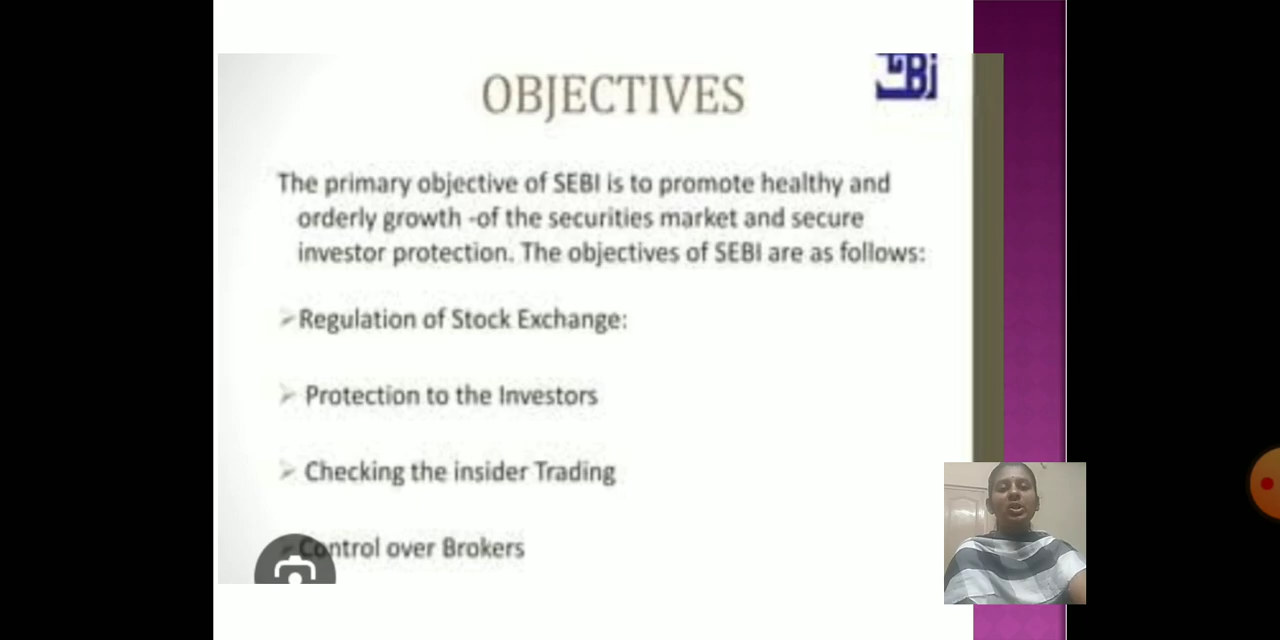 OBJECTIVES
The primary objective of SEBI is to promote healthy and
orderly growth -of the securities market and secure
investor protection. The objectives of SEBI are as follows:
Regulation of Stock Exchange:
Protection to the Investors
Checking the insider Trading
Control over Brokers